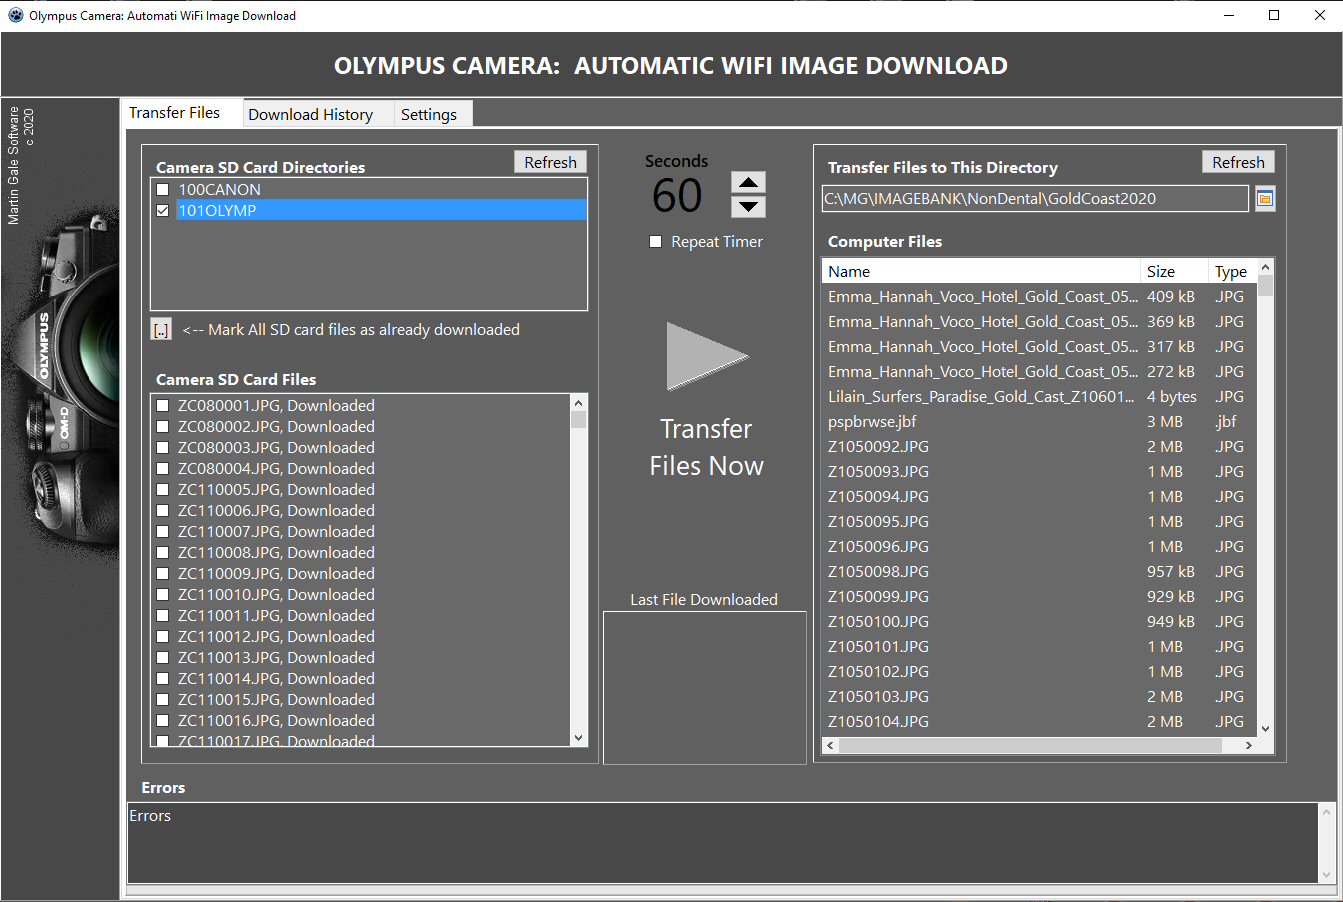 Olympus Camera: Automati WiFi Image Download
OLYMPUS CAMERA:  AUTOMATIC WIFI IMAGE DOWNLOAD
Martin Gale Software
c 2020
OLYMPUS
OM-D
Transfer Files
Download History
Settings
Camera SD Card Directories
Refresh
100CANON
101OLYMP
[..]
<-- Mark All SD card files as already downloaded
Camera SD Card Files
ZC080001.JPG, Downloaded
ZC080002.JPG, Downloaded
ZC080003.JPG, Downloaded
ZC080004.JPG, Downloaded
ZC110005.JPG, Downloaded
ZC110006.JPG, Downloaded
ZC110007.JPG, Downloaded
ZC110008.JPG, Downloaded
ZC110009.JPG, Downloaded
ZC110010.JPG, Downloaded
ZC110011.JPG, Downloaded
ZC110012.JPG, Downloaded
ZC110013.JPG, Downloaded
ZC110014.JPG, Downloaded
ZC110015.JPG, Downloaded
ZC110016.JPG, Downloaded
ZC110017.JPG, Downloaded
Seconds
60
Repeat Timer
Transfer
Files Now
Last File Downloaded
Transfer Files to This Directory
Refresh
C:\MG\IMAGEBANK\NonDental\GoldCoast2020
Computer Files
Name Size Type
Emma_Hannah_Voco_Hotel_Gold_Coast_05... 409 kB .JPG
Emma_Hannah_Voco_Hotel_Gold_Coast_05... 369 kB .JPG
Emma_Hannah_Voco_Hotel_Gold_Coast_05... 317 kB .JPG
Emma_Hannah_Voco_Hotel_Gold_Coast_05... 272 kB .JPG
Lilain_Surfers_Paradise_Gold_Cast_Z10601... 4 bytes .JPG
pspbrwse.jbf 3 MB .jbf
Z1050092.JPG 2 MB .JPG
Z1050093.JPG 1 MB .JPG
Z1050094.JPG 1 MB .JPG
Z1050095.JPG 1 MB .JPG
Z1050096.JPG 1 MB .JPG
Z1050098.JPG 957 kB .JPG
Z1050099.JPG 929 kB .JPG
Z1050100.JPG 949 kB .JPG
Z1050101.JPG 1 MB .JPG
Z1050102.JPG 1 MB .JPG
Z1050103.JPG 2 MB .JPG
Z1050104.JPG 2 MB .JPG
Errors
Errors